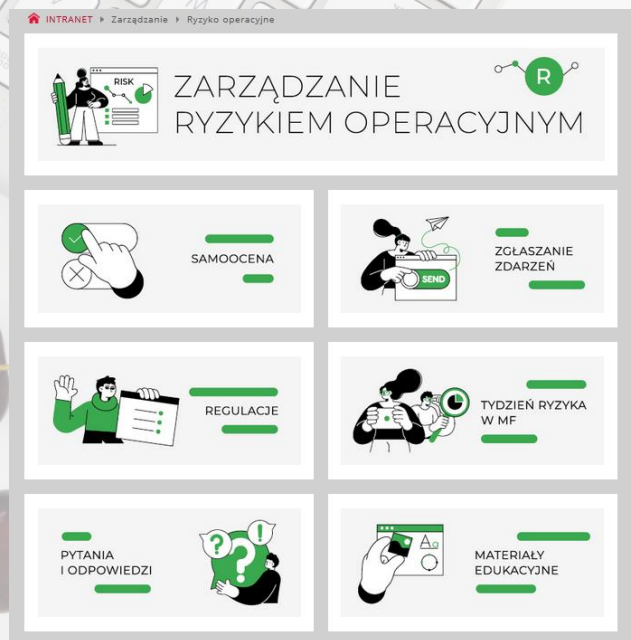 INTRANET ▸ Zarządzanie ▸ Ryzyko operacyjne
RISK
R
ZARZĄDZANIE
RYZYKIEM OPERACYJNYM
SAMOOCENA
SEND
ZGŁASZANIE
ZDARZEŃ
REGULACJE
TYDZIEŃ RYZYKA
W MF
PYTANIA
I ODPOWIEDZI
? ? !
Aa
MATERIAŁY
EDUKACYJNE